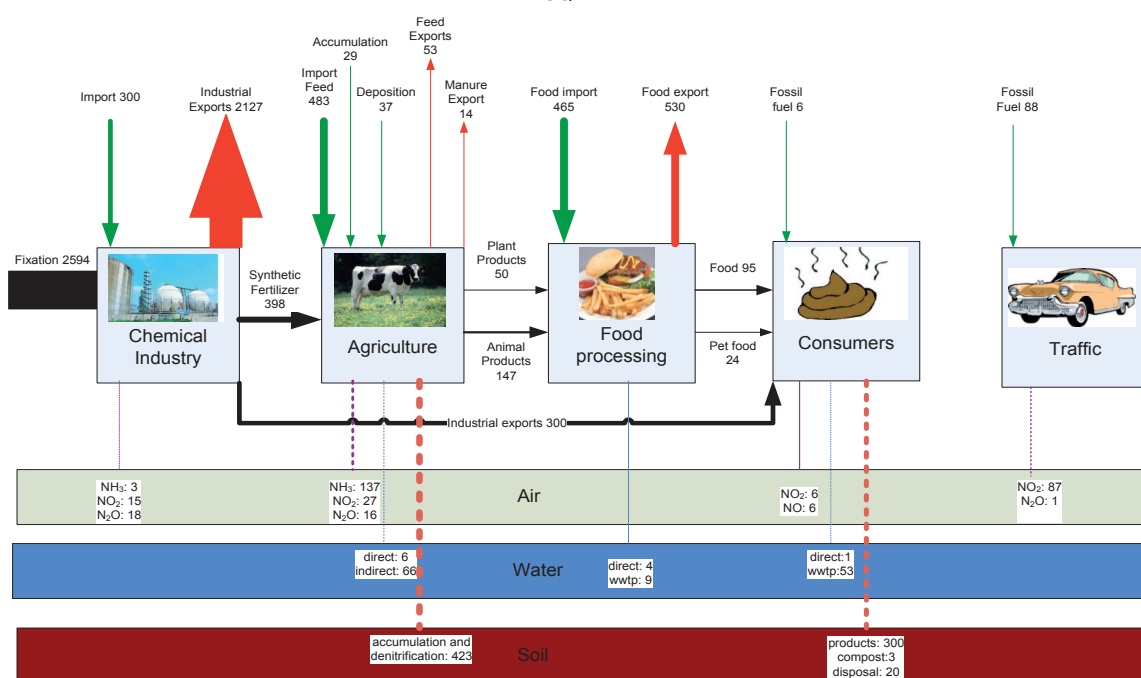 Import 300
Industrial
Exports 2127
Accumulation
29
Import
Feed
483
Deposition
37
Feed
Exports
53
Manure
Export
14
Food import
465
Food export
530
Fossil
fuel 6
Fossil
Fuel 88
Fixation 2594
Chemical
Industry
Synthetic
Fertilizer
398
Agriculture
Plant
Products
50
Animal
Products
147
Food
processing
Food 95
Pet food
24
Consumers
Traffic
Industrial exports 300
NH₃: 3
NO₂: 15
N₂O: 18
NH₃: 137
NO₂: 27
N₂O: 16
Air
NO₂: 6
NO: 6
NO₂: 87
N₂O: 1
direct: 6
indirect: 66
Water
direct: 4
wwtp: 9
direct:1
wwtp:53
accumulation and
denitrification: 423
Soil
products: 300
compost:3
disposal: 20